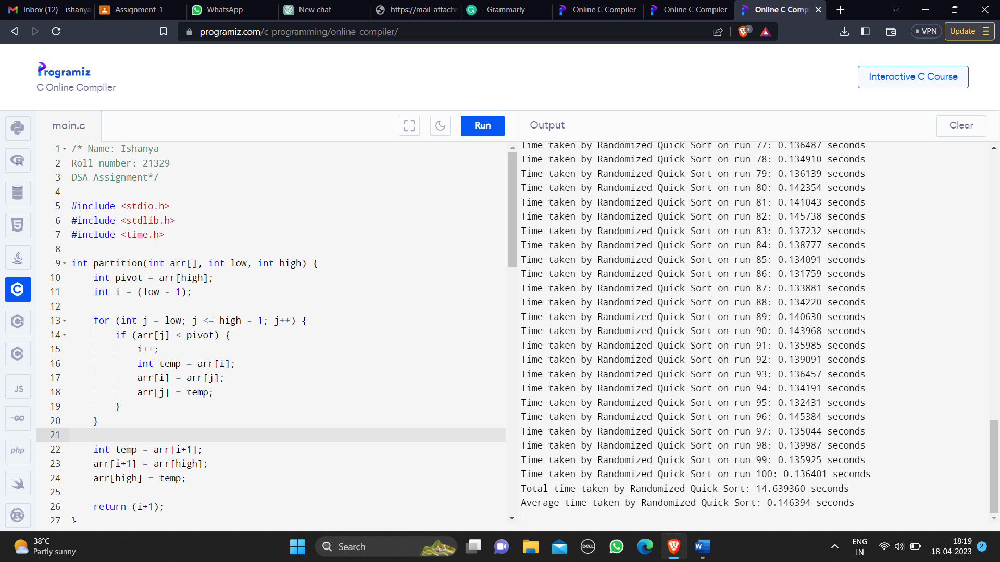 Inbox (12) - ishanya
Assignment-1
WhatsApp
New chat
https://mail-attachm
- Grammarly
Online C Compiler
Online C Compiler
Online C Comp
programiz.com/c-programming/online-compiler/
3
VPN
Update
Programiz
C Online Compiler
Interactive C Course
main.c
Run
Output
Clear
1 /* Name: Ishanya
2 Roll number: 21329
3 DSA Assignment*/
4
5 #include <stdio.h>
6 #include <stdlib.h>
7 #include <time.h>
8
9 int partition(int arr[], int low, int high) {
10 int pivot = arr[high];
11 int i = (low - 1);
12
13 for (int j = low; j <= high - 1; j++) {
14 if (arr[j] < pivot) {
15 i++;
16 int temp = arr[i];
17 arr[i] = arr[j];
18 arr[j] = temp;
19 }
20 }
21
22 int temp = arr[i+1];
23 arr[i+1] = arr[high];
24 arr[high] = temp;
25
26 return (i+1);
27 }
Time taken by Randomized Quick Sort on run 77: 0.136487 seconds
Time taken by Randomized Quick Sort on run 78: 0.134910 seconds
Time taken by Randomized Quick Sort on run 79: 0.136139 seconds
Time taken by Randomized Quick Sort on run 80: 0.142354 seconds
Time taken by Randomized Quick Sort on run 81: 0.141043 seconds
Time taken by Randomized Quick Sort on run 82: 0.145738 seconds
Time taken by Randomized Quick Sort on run 83: 0.137232 seconds
Time taken by Randomized Quick Sort on run 84: 0.138777 seconds
Time taken by Randomized Quick Sort on run 85: 0.134091 seconds
Time taken by Randomized Quick Sort on run 86: 0.131759 seconds
Time taken by Randomized Quick Sort on run 87: 0.133881 seconds
Time taken by Randomized Quick Sort on run 88: 0.134220 seconds
Time taken by Randomized Quick Sort on run 89: 0.140630 seconds
Time taken by Randomized Quick Sort on run 90: 0.143968 seconds
Time taken by Randomized Quick Sort on run 91: 0.135985 seconds
Time taken by Randomized Quick Sort on run 92: 0.139091 seconds
Time taken by Randomized Quick Sort on run 93: 0.136457 seconds
Time taken by Randomized Quick Sort on run 94: 0.134191 seconds
Time taken by Randomized Quick Sort on run 95: 0.132431 seconds
Time taken by Randomized Quick Sort on run 96: 0.145384 seconds
Time taken by Randomized Quick Sort on run 97: 0.135044 seconds
Time taken by Randomized Quick Sort on run 98: 0.139987 seconds
Time taken by Randomized Quick Sort on run 99: 0.135925 seconds
Time taken by Randomized Quick Sort on run 100: 0.136401 seconds
Total time taken by Randomized Quick Sort: 14.639360 seconds
Average time taken by Randomized Quick Sort: 0.146394 seconds
JS
GO
php
38°C
Partly sunny
Search
DELL
W
ENG
IN
18:19
18-04-2023
2